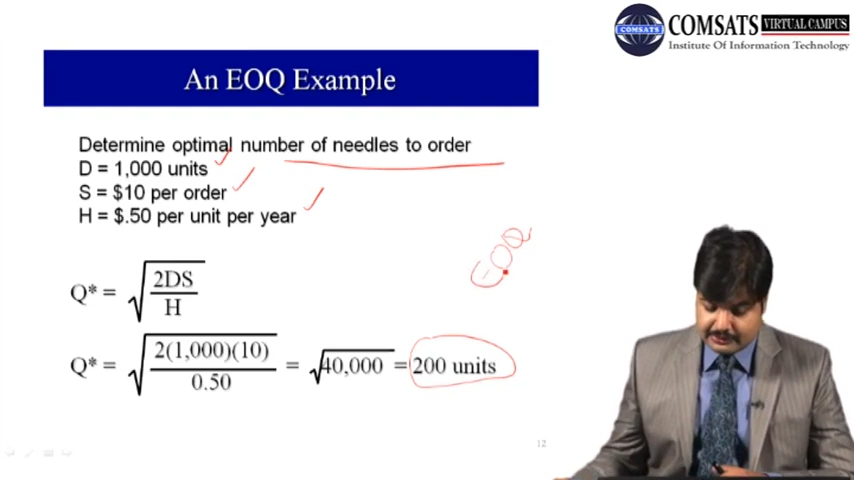 COMSATS VIRTUAL CAMPUS
COMSATS
Institute Of Information Technology
An EOQ Example
Determine optimal number of needles to order
D = 1,000 units
S = $10 per order
H = $.50 per unit per year
EOQ
Q* = √2DS
H
Q* = √2(1,000)(10)
0.50
= √40,000 = 200 units
12